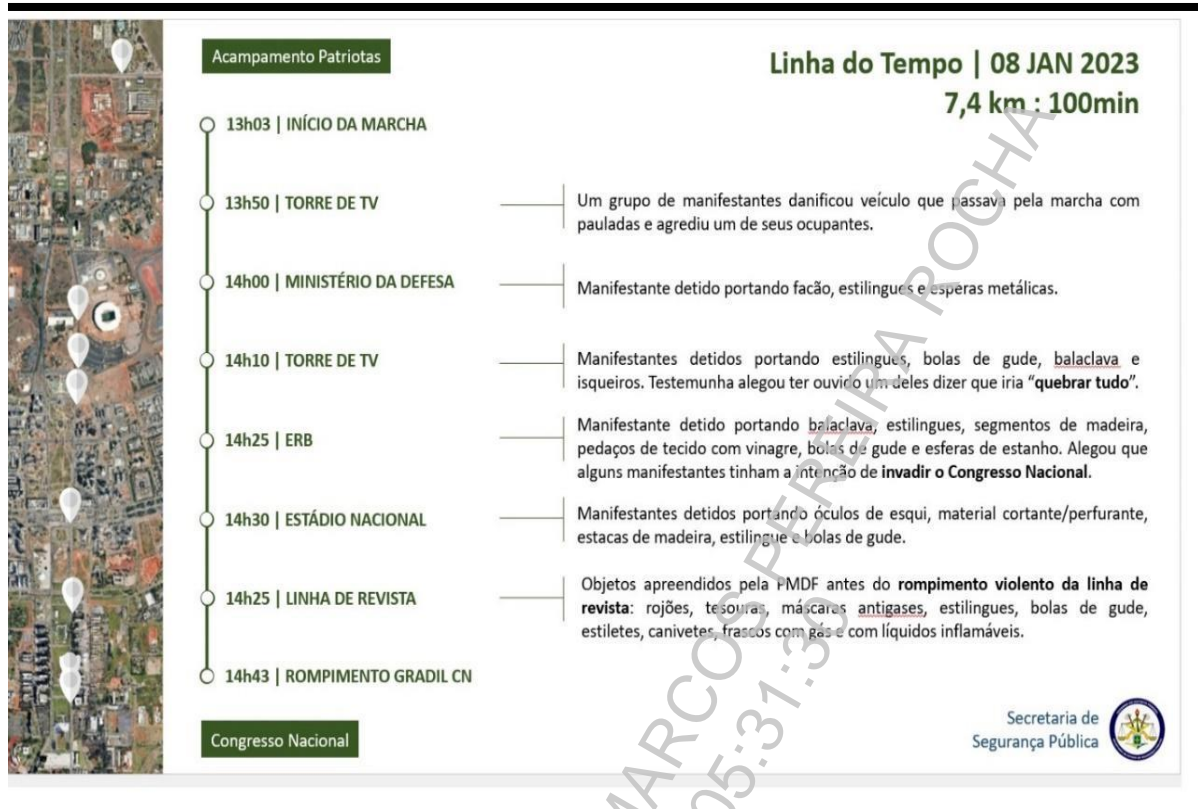 Acampamento Patriotas
Linha do Tempo | 08 JAN 2023
7,4 km : 100min
13h03 | INÍCIO DA MARCHA
13h50 | TORRE DE TV
Um grupo de manifestantes danificou veículo que passava pela marcha com
pauladas e agrediu um de seus ocupantes.
14h00 | MINISTÉRIO DA DEFESA
Manifestante detido portando facão, estilingues e esperas metálicas.
14h10 | TORRE DE TV
Manifestantes detidos portando estilingues, bolas de gude, balaclava e
isqueiros. Testemunha alegou ter ouvido um deles dizer que iria “quebrar tudo”.
14h25 | ERB
Manifestante detido portando balaclava, estilingues, segmentos de madeira,
pedaços de tecido com vinagre, bolas de gude e esferas de estanho. Alegou que
alguns manifestantes tinham a intenção de invadir o Congresso Nacional.
14h30 | ESTÁDIO NACIONAL
Manifestantes detidos portando óculos de esqui, material cortante/perfurante,
estacas de madeira, estilingue e bolas de gude.
14h25 | LINHA DE REVISTA
Objetos apreendidos pela PMDF antes do rompimento violento da linha de
revista: rojões, tesouras, máscaras antigases, estilingues, bolas de gude,
estiletes, canivetes, frascos com gás e com líquidos inflamáveis.
14h43 | ROMPIMENTO GRADIL CN
Congresso Nacional
Secretaria de
Segurança Pública
MARCOS PEREIRA ROCHA
05:31:30